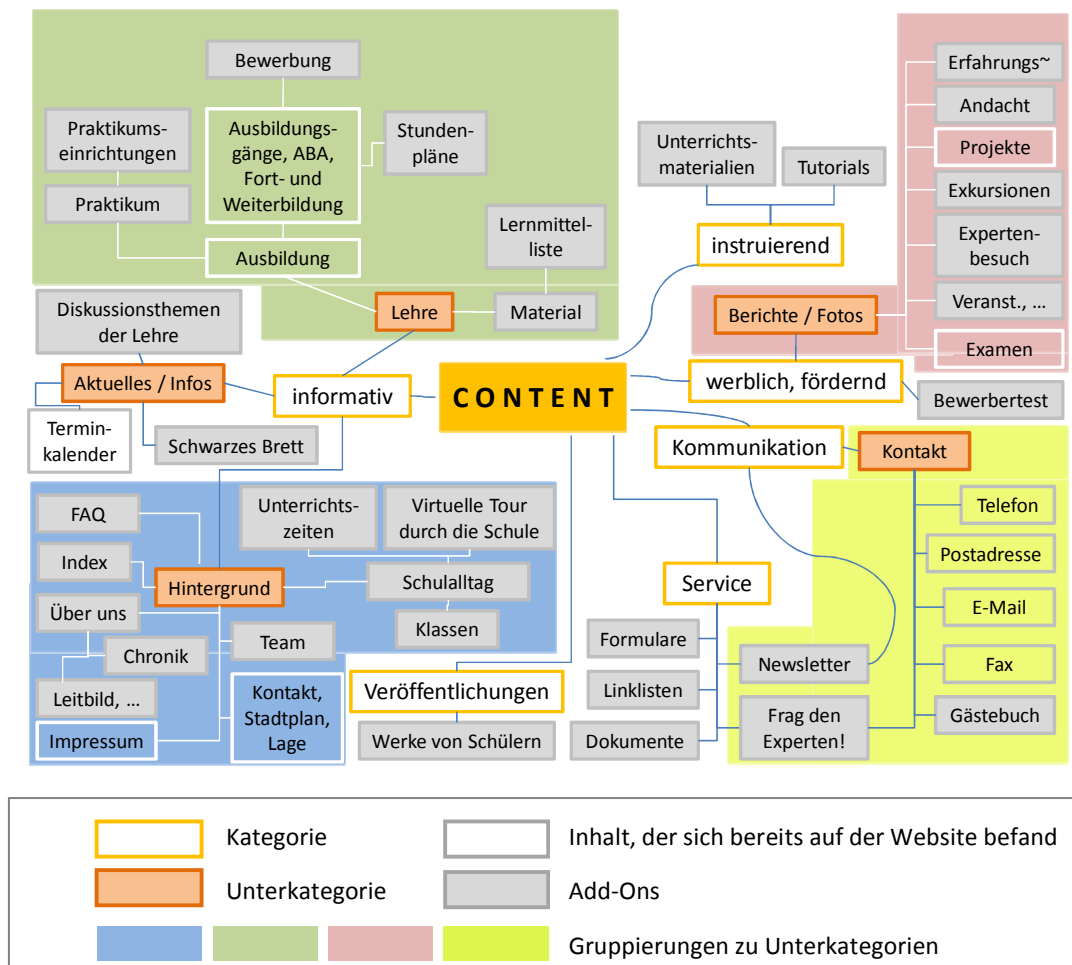 Bewerbung
Praktikums-
einrichtungen
Praktikum
Ausbildungs-
gänge, ABA,
Fort- und
Weiterbildung
Stunden-
pläne
Ausbildung
Lernmittel-
liste
Lehre
Material
Unterrichts-
materialien
Tutorials
instruierend
Erfahrungs~
Andacht
Projekte
Exkursionen
Experten-
besuch
Veranst., ...
Examen
Berichte / Fotos
werblich, fördernd
Bewerbertest
Diskussionsthemen
der Lehre
Aktuelles / Infos
Termin-
kalender
Schwarzes Brett
informativ
CONTENT
Kommunikation
Kontakt
Telefon
Postadresse
E-Mail
Fax
Gästebuch
FAQ
Index
Über uns
Chronik
Leitbild, ...
Impressum
Hintergrund
Unterrichts-
zeiten
Virtuelle Tour
durch die Schule
Schulalltag
Klassen
Team
Kontakt,
Stadtplan,
Lage
Veröffentlichungen
Werke von Schülern
Service
Formulare
Linklisten
Dokumente
Newsletter
Frag den
Experten!
Kategorie
Inhalt, der sich bereits auf der Website befand
Unterkategorie
Add-Ons
Gruppierungen zu Unterkategorien